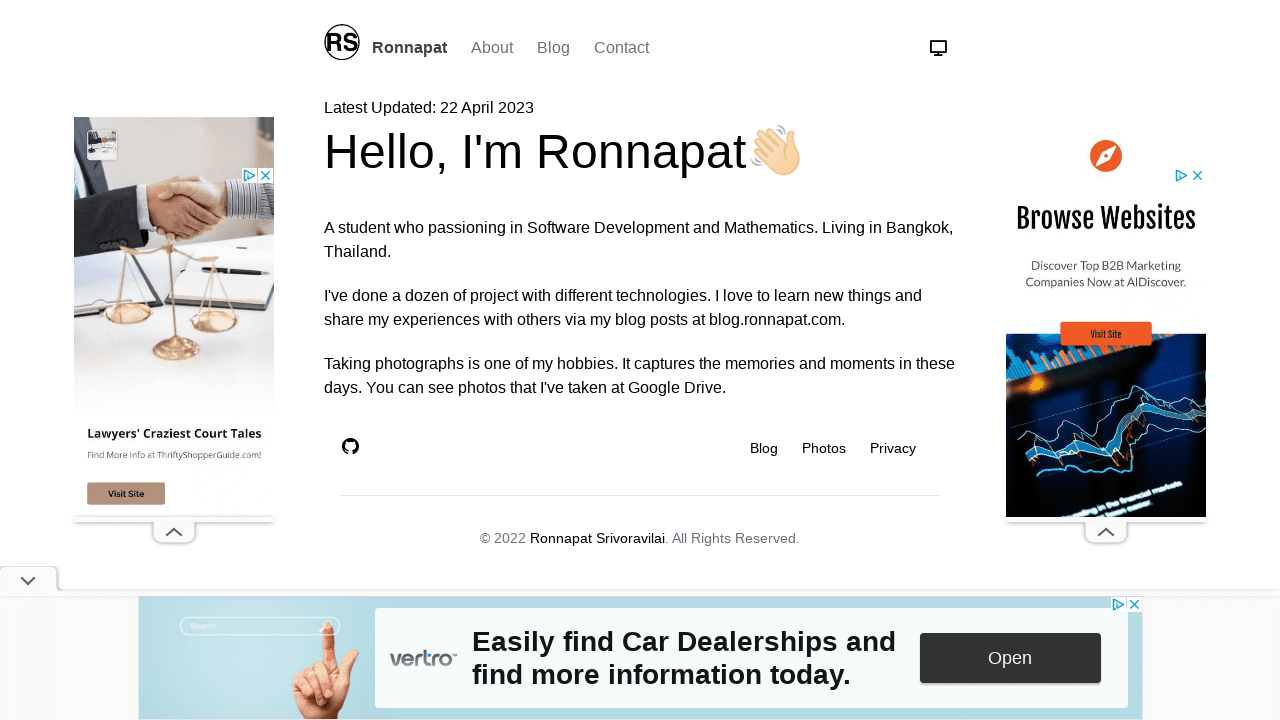 RS Ronnapat About Blog Contact
Latest Updated: 22 April 2023
Hello, I'm Ronnapat👋🏻
A student who passioning in Software Development and Mathematics. Living in Bangkok,
Thailand.
I've done a dozen of project with different technologies. I love to learn new things and
share my experiences with others via my blog posts at blog.ronnapat.com.
Taking photographs is one of my hobbies. It captures the memories and moments in these
days. You can see photos that I've taken at Google Drive.
Blog Photos Privacy
© 2022 Ronnapat Srivoravilai. All Rights Reserved.
Lawyers' Craziest Court Tales
Find More Info at ThriftyShopperGuide.com!
Visit Site
Browse Websites
Discover Top B2B Marketing
Companies Now at AIDiscover.
Visit Site
Search
vertro™
Easily find Car Dealerships and
find more information today.
Open